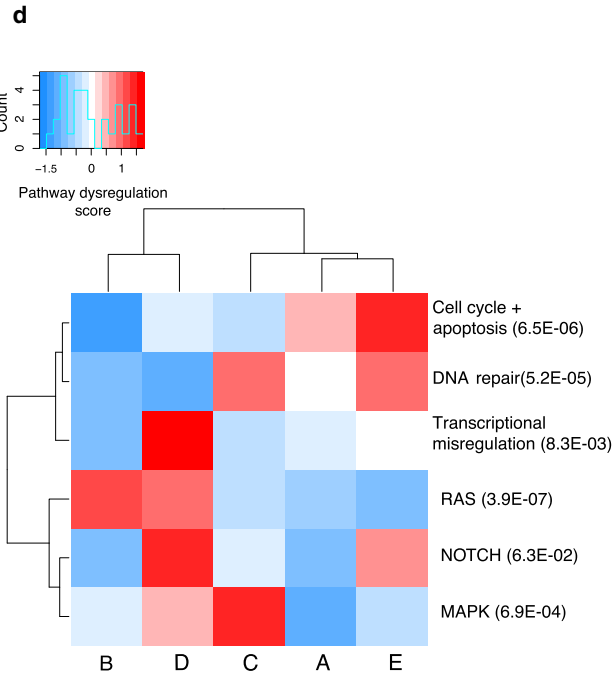 d
Count
4
2
0
−1.5 0 1
Pathway dysregulation
score
Cell cycle +
apoptosis (6.5E-06)
DNA repair(5.2E-05)
Transcriptional
misregulation (8.3E-03)
RAS (3.9E-07)
NOTCH (6.3E-02)
MAPK (6.9E-04)
B D C A E